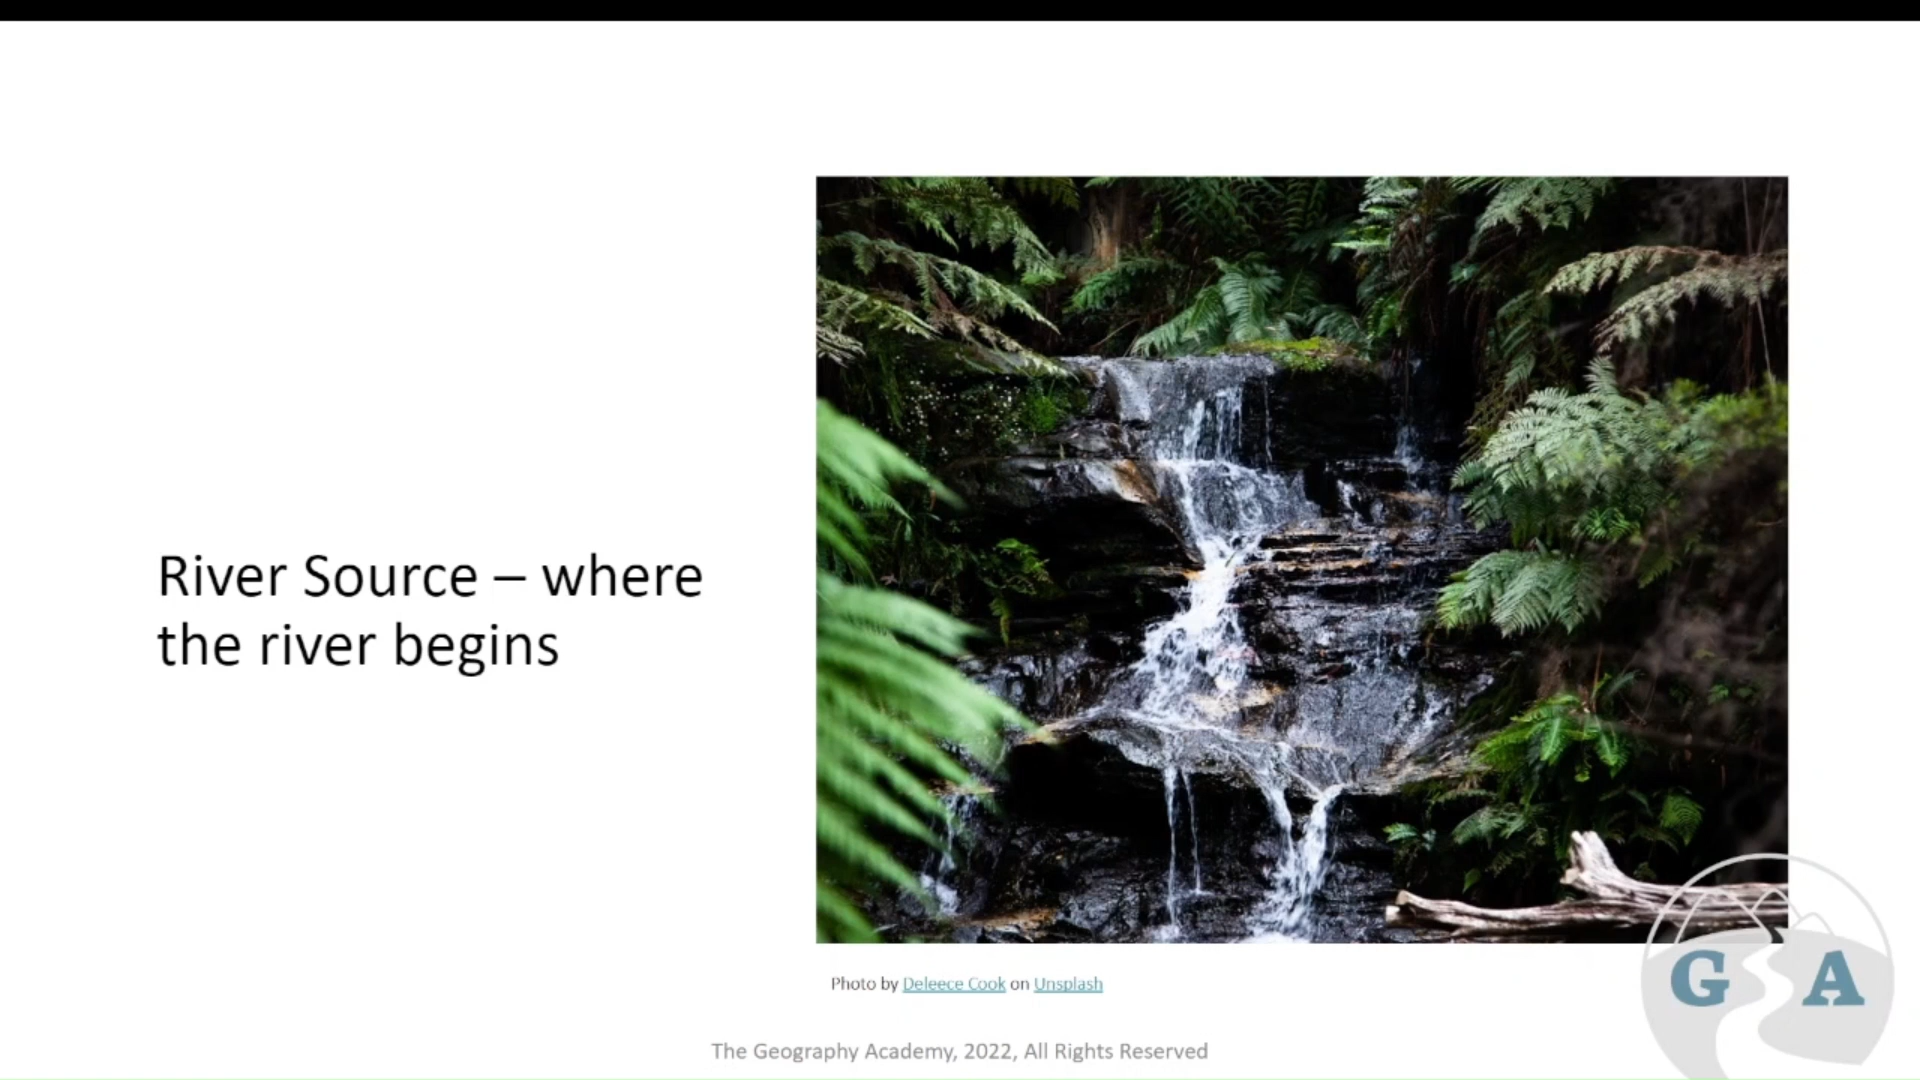 River Source – where
the river begins
Photo by Deleece Cook on Unsplash
G A
The Geography Academy, 2022, All Rights Reserved